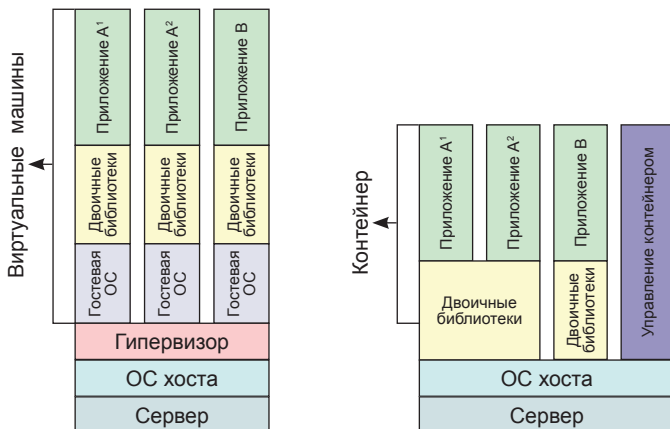 Виртуальные машины
Приложение A¹
Приложение A²
Приложение B
Двоичные
библиотеки
Двоичные
библиотеки
Двоичные
библиотеки
Гостевая
ОС
Гостевая
ОС
Гостевая
ОС
Гипервизор
ОС хоста
Сервер
Контейнер
Приложение A¹
Приложение A²
Приложение B
Управление контейнером
Двоичные
библиотеки
Двоичные
библиотеки
ОС хоста
Сервер